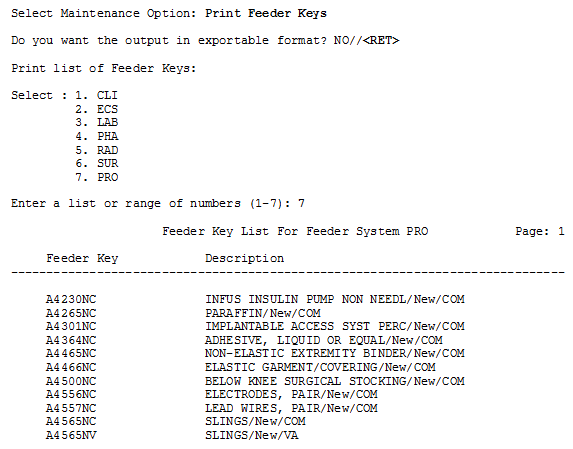 Select Maintenance Option: Print Feeder Keys
Do you want the output in exportable format? NO//<RET>
Print list of Feeder Keys:
Select : 1. CLI
2. ECS
3. LAB
4. PHA
5. RAD
6. SUR
7. PRO
Enter a list or range of numbers (1-7): 7
Feeder Key List For Feeder System PRO Page: 1
Feeder Key Description
--------------------------------------------------------------------------------
A4230NC INFUS INSULIN PUMP NON NEEDL/New/COM
A4265NC PARAFFIN/New/COM
A4301NC IMPLANTABLE ACCESS SYST PERC/New/COM
A4364NC ADHESIVE, LIQUID OR EQUAL/New/COM
A4465NC NON-ELASTIC EXTREMITY BINDER/New/COM
A4466NC ELASTIC GARMENT/COVERING/New/COM
A4500NC BELOW KNEE SURGICAL STOCKING/New/COM
A4556NC ELECTRODES, PAIR/New/COM
A4557NC LEAD WIRES, PAIR/New/COM
A4565NC SLINGS/New/COM
A4565NV SLINGS/New/VA